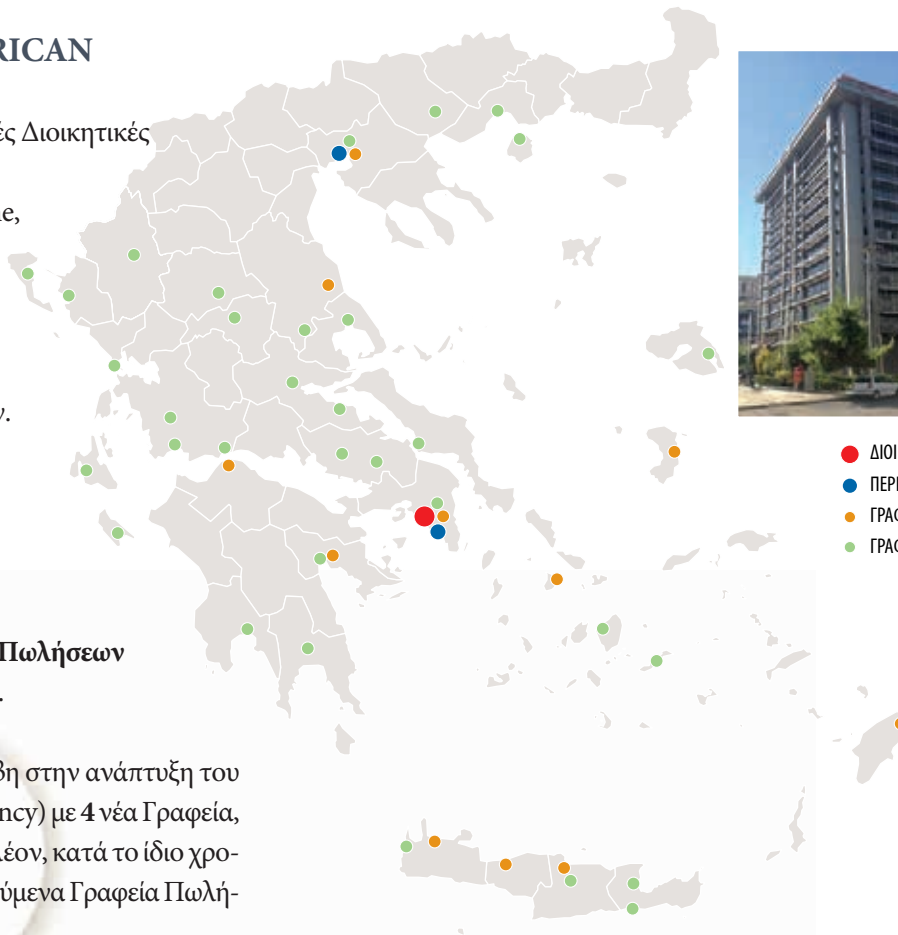 RICAN
ές Διοικητικές
e,
ν.
Πωλήσεων
.
βη στην ανάπτυξη του
ncy) με 4 νέα Γραφεία,
λέον, κατά το ίδιο χρο-
ύμενα Γραφεία Πωλή-
ΔΙΟΙ
ΠΕΡΙ
ΓΡΑΦ
ΓΡΑΦ